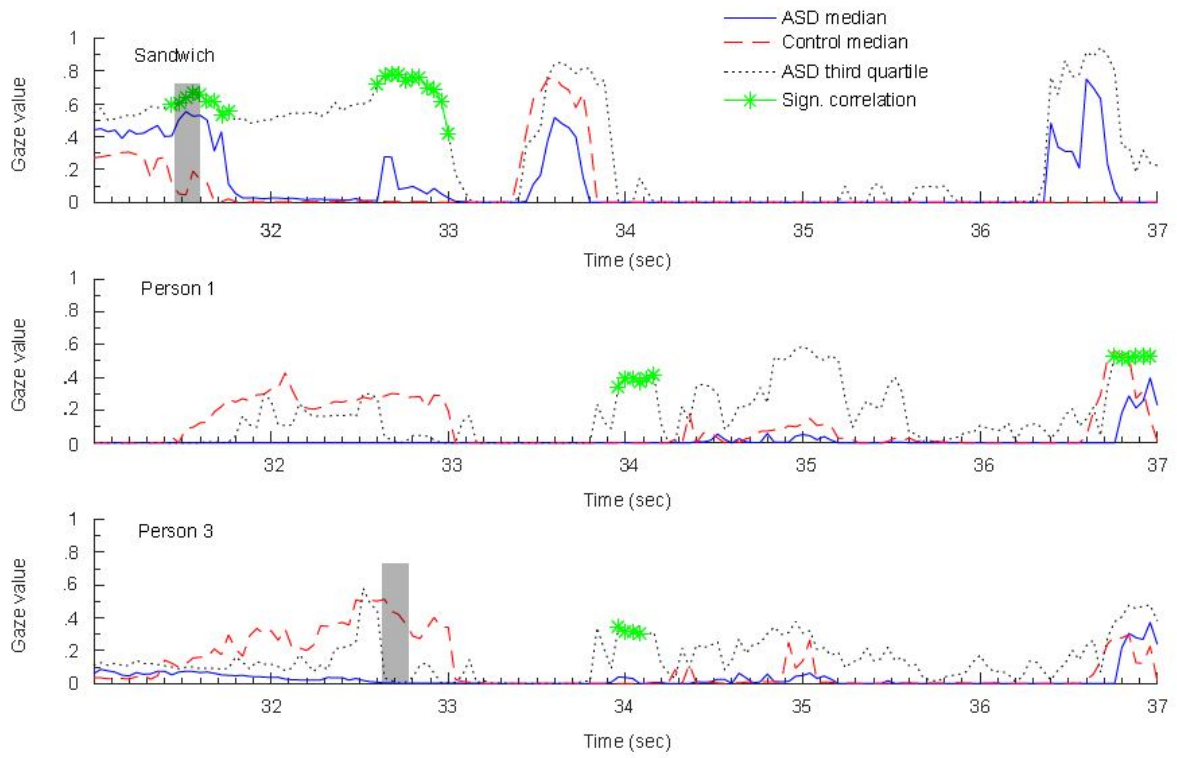 ASD median
Control median
ASD third quartile
Sign. correlation
Sandwich
Gaze value
1
.8
.6
.4
.2
0
32 33 34 35 36 37
Time (sec)
Person 1
Gaze value
1
.8
.6
.4
.2
0
32 33 34 35 36 37
Time (sec)
Person 3
Gaze value
1
.8
.6
.4
.2
0
32 33 34 35 36 37
Time (sec)